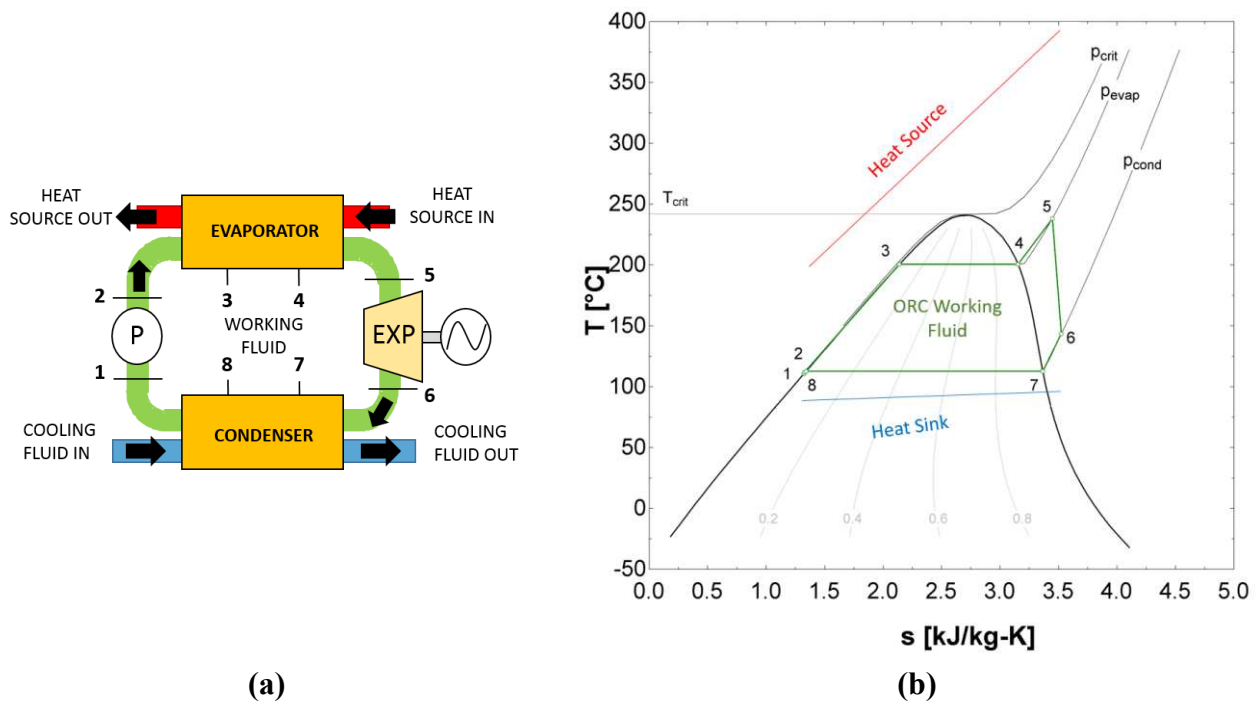 HEAT
SOURCE OUT
HEAT
SOURCE IN
EVAPORATOR
2
3
4
5
WORKING
FLUID
P
EXP
1
8
7
6
CONDENSER
COOLING
FLUID IN
COOLING
FLUID OUT
(a)
400
350
300
250
200
150
100
50
0
-50
T [°C]
0.0 0.5 1.0 1.5 2.0 2.5 3.0 3.5 4.0 4.5 5.0
s [kJ/kg-K]
Heat Source
pcrit
pevap
pcond
Tcrit
5
3
4
ORC Working
Fluid
6
2
1
8
7
Heat Sink
0.2 0.4 0.6 0.8
(b)